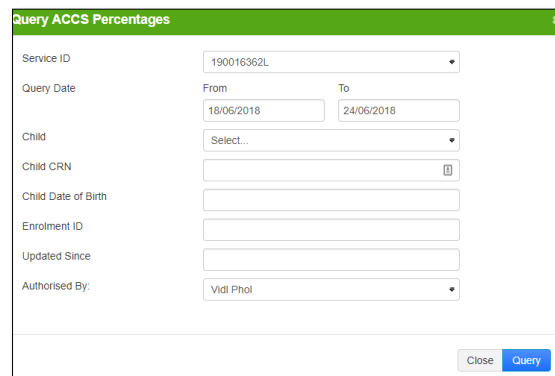 Query ACCS Percentages
Service ID 190016362L
Query Date From To
18/06/2018 24/06/2018
Child Select...
Child CRN
Child Date of Birth
Enrolment ID
Updated Since
Authorised By: Vidl Phol
Close Query